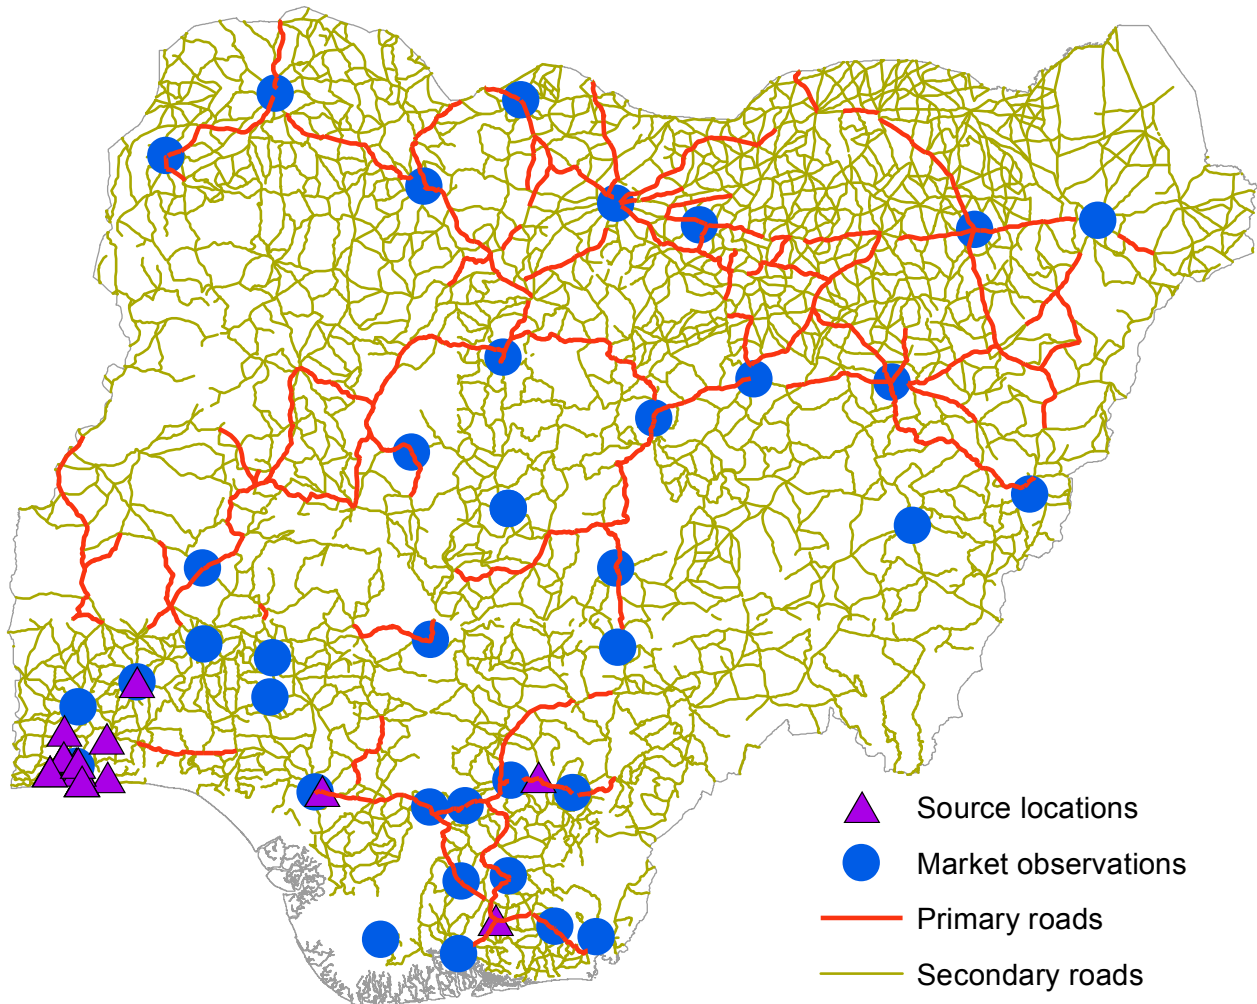 Source locations
Market observations
Primary roads
Secondary roads